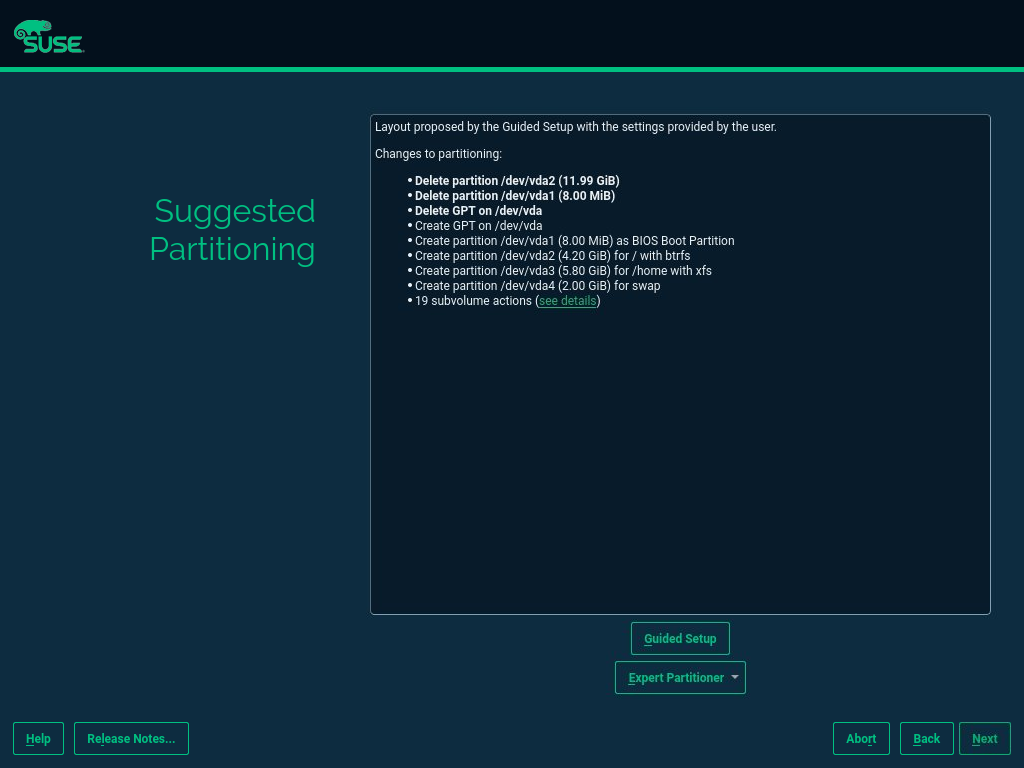 SUSE
Layout proposed by the Guided Setup with the settings provided by the user.
Changes to partitioning:
• Delete partition /dev/vda2 (11.99 GiB)
• Delete partition /dev/vda1 (8.00 MiB)
• Delete GPT on /dev/vda
• Create GPT on /dev/vda
• Create partition /dev/vda1 (8.00 MiB) as BIOS Boot Partition
• Create partition /dev/vda2 (4.20 GiB) for / with btrfs
• Create partition /dev/vda3 (5.80 GiB) for /home with xfs
• Create partition /dev/vda4 (2.00 GiB) for swap
• 19 subvolume actions (see details)
Suggested
Partitioning
Guided Setup
Expert Partitioner
Help
Release Notes...
Abort
Back
Next